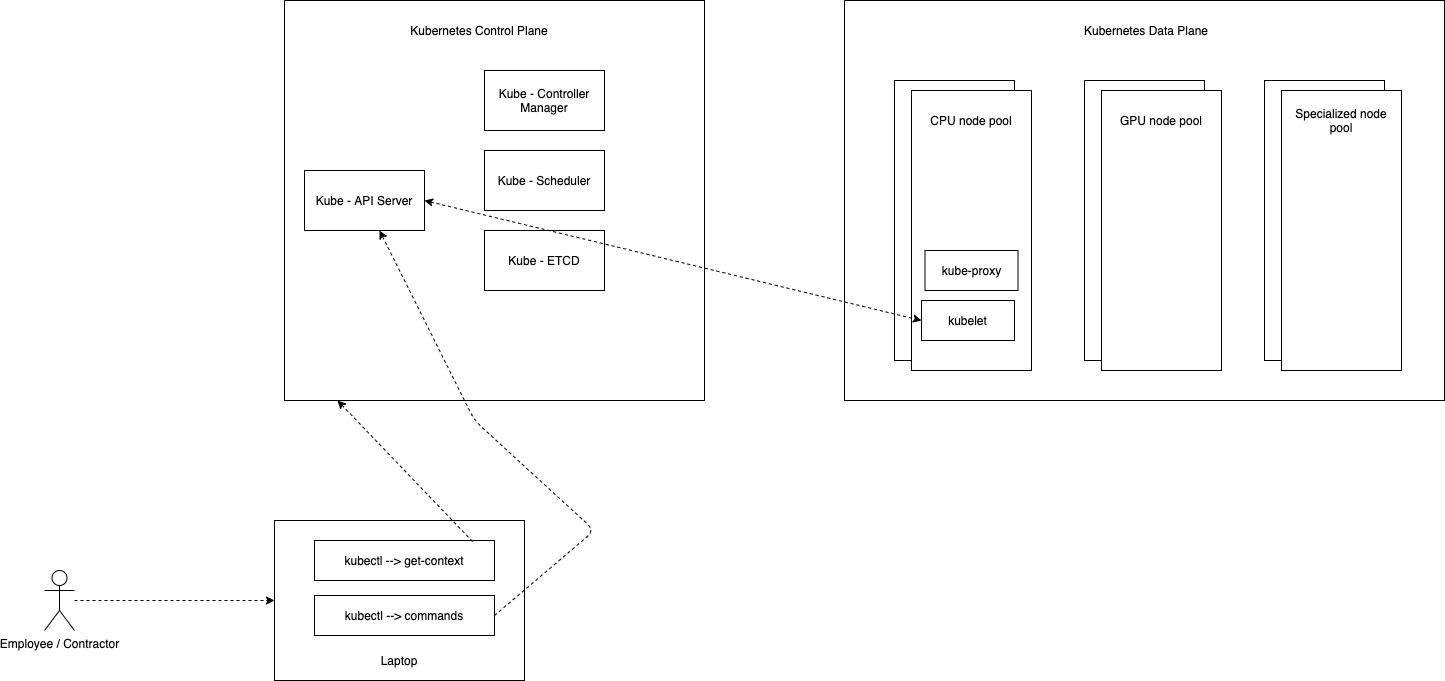 Kubernetes Control Plane
Kube - Controller
Manager
Kube - Scheduler
Kube - API Server
Kube - ETCD
Kubernetes Data Plane
CPU node pool
GPU node pool
Specialized node
pool
kube-proxy
kubelet
kubectl --> get-context
kubectl --> commands
Laptop
Employee / Contractor